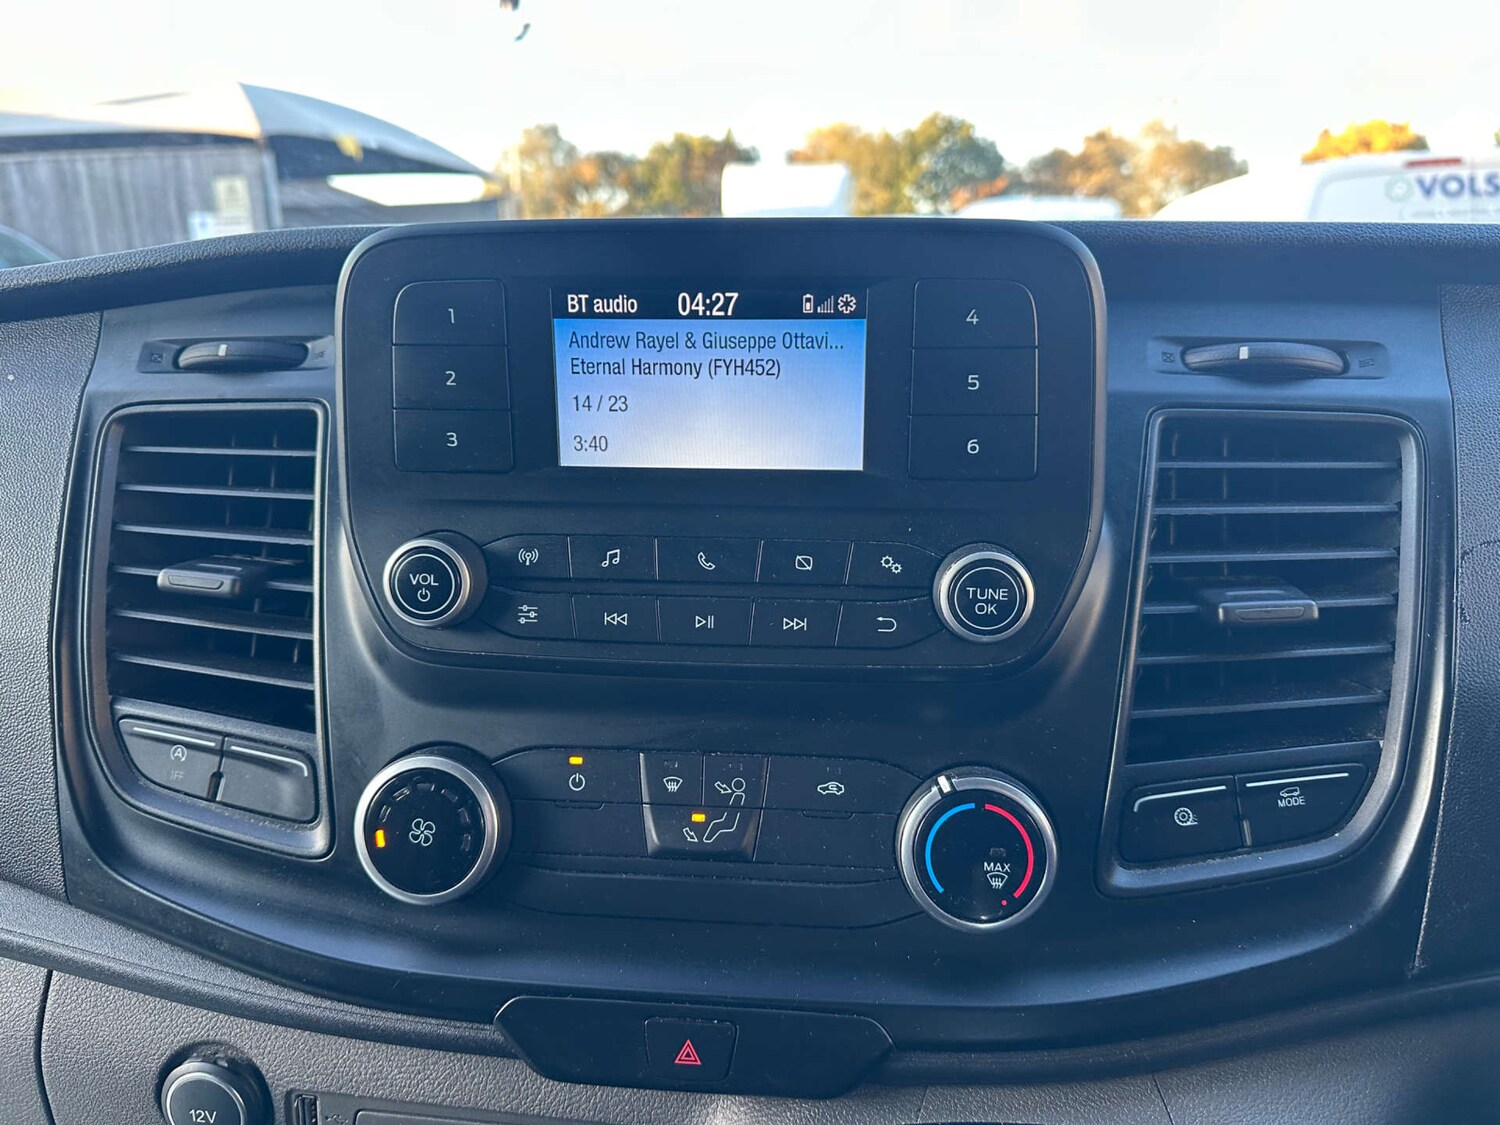 VOLS
BT audio 04:27
Andrew Rayel & Giuseppe Ottavi...
Eternal Harmony (FYH452)
14 / 23
3:40
1
2
3
4
5
6
VOL
TUNE
OK
A
OFF
MODE
MAX
12V